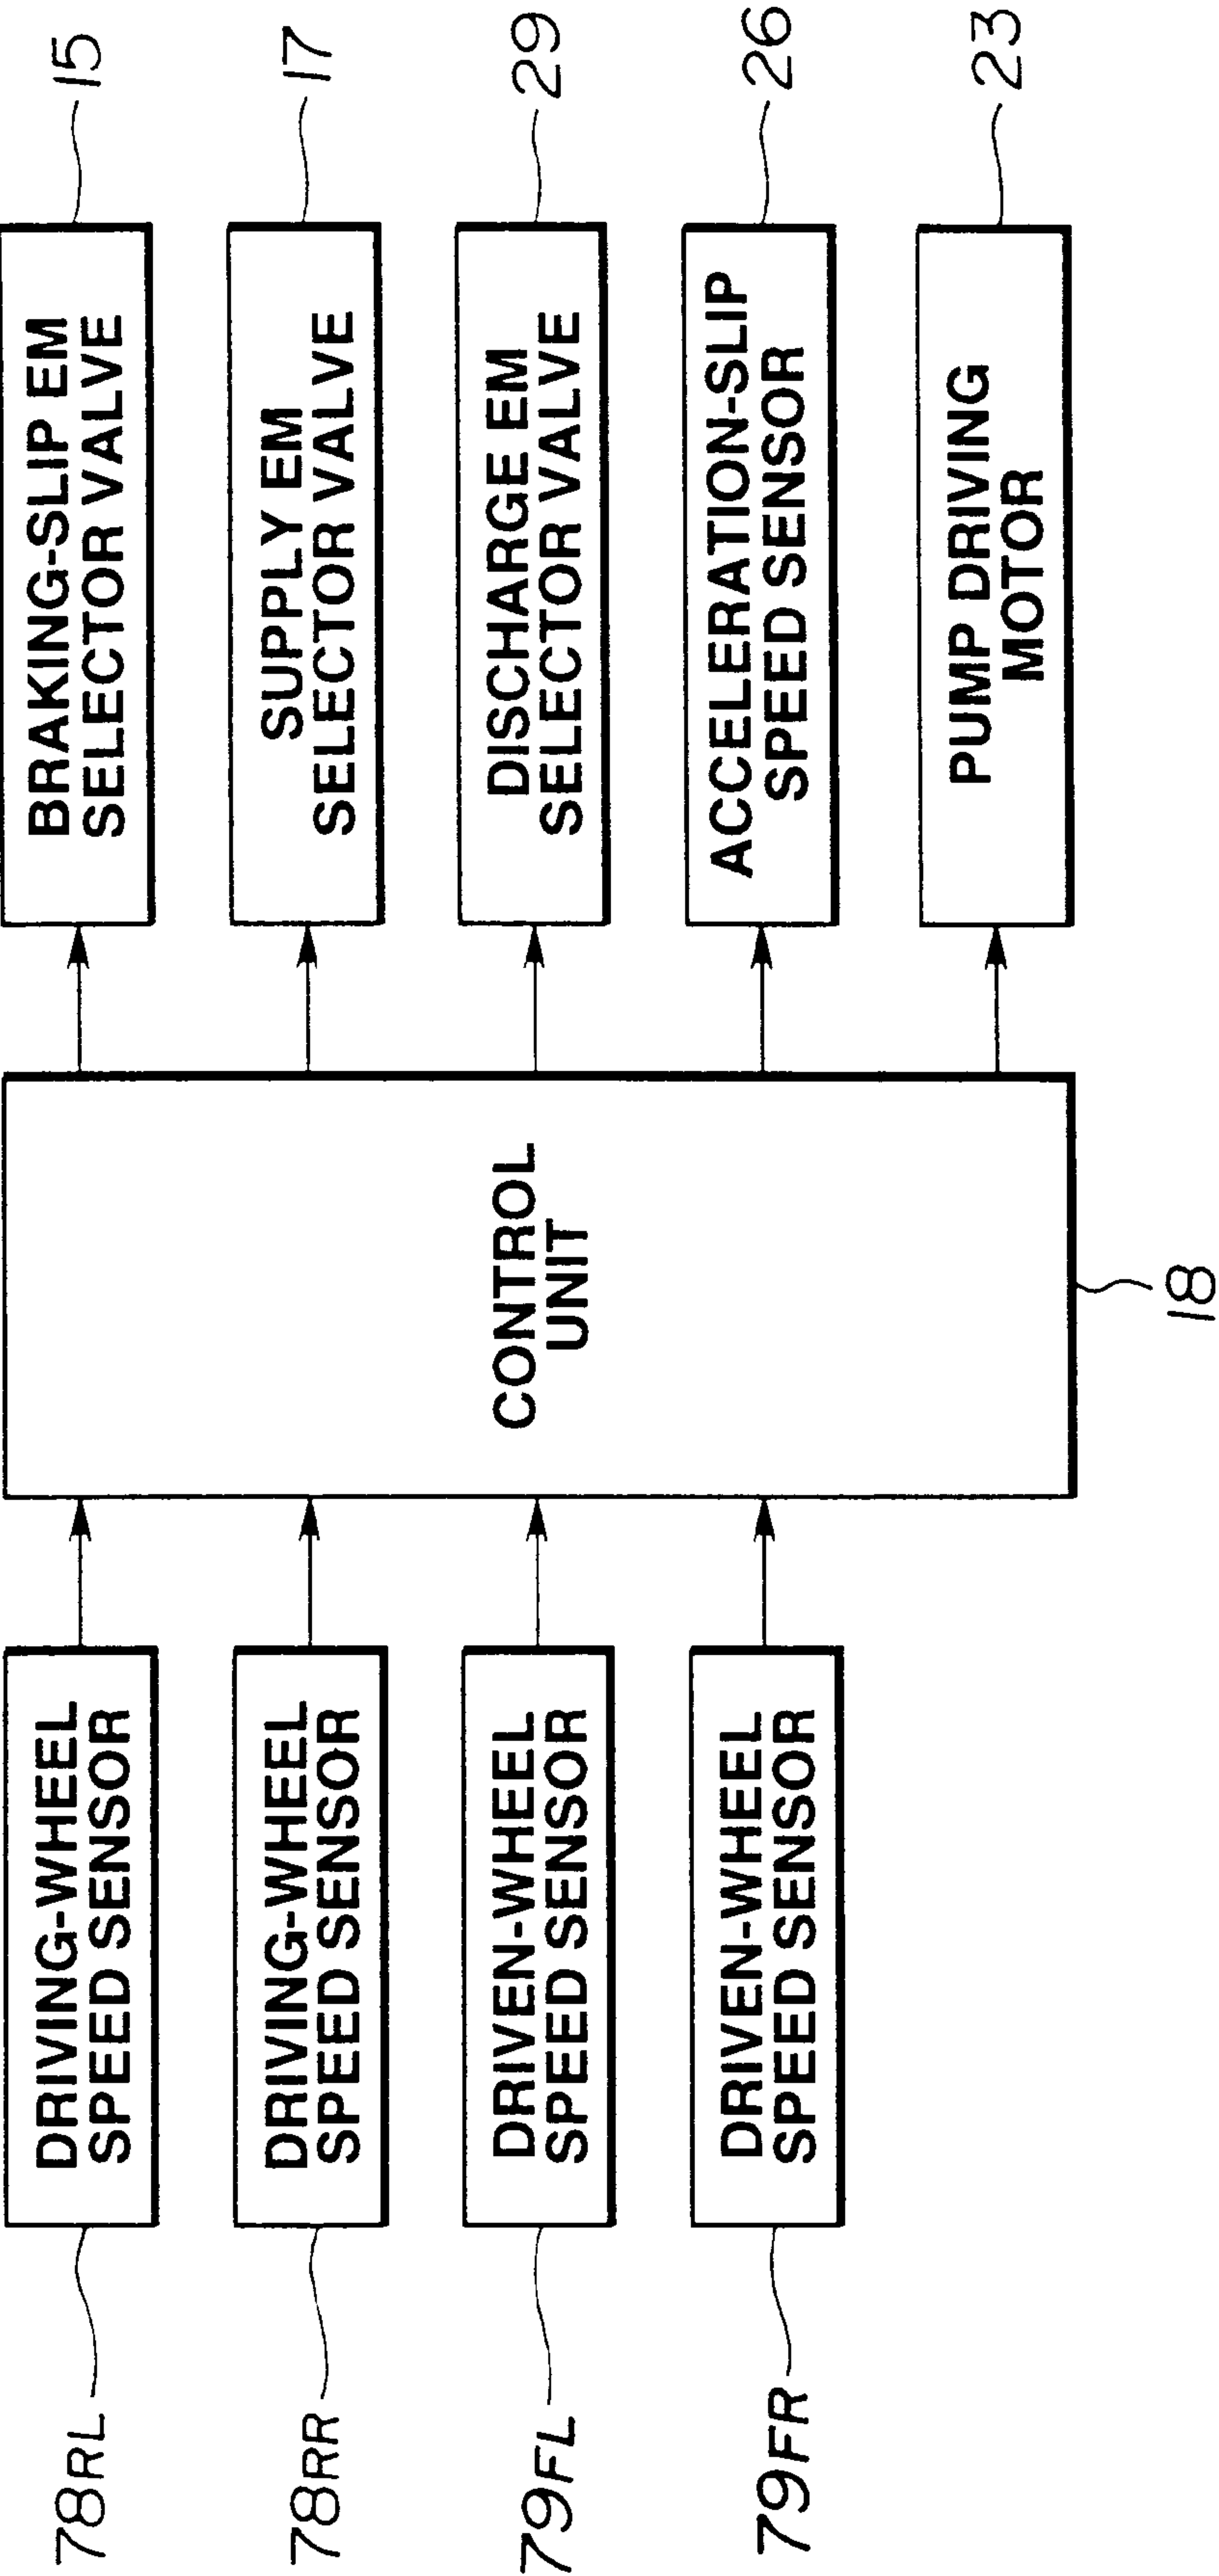 78RL
DRIVING-WHEEL
SPEED SENSOR
78RR
DRIVING-WHEEL
SPEED SENSOR
79FL
DRIVEN-WHEEL
SPEED SENSOR
79FR
DRIVEN-WHEEL
SPEED SENSOR
CONTROL
UNIT
18
BRAKING-SLIP EM
SELECTOR VALVE
15
SUPPLY EM
SELECTOR VALVE
17
DISCHARGE EM
SELECTOR VALVE
29
ACCELERATION-SLIP
SPEED SENSOR
26
PUMP DRIVING
MOTOR
23